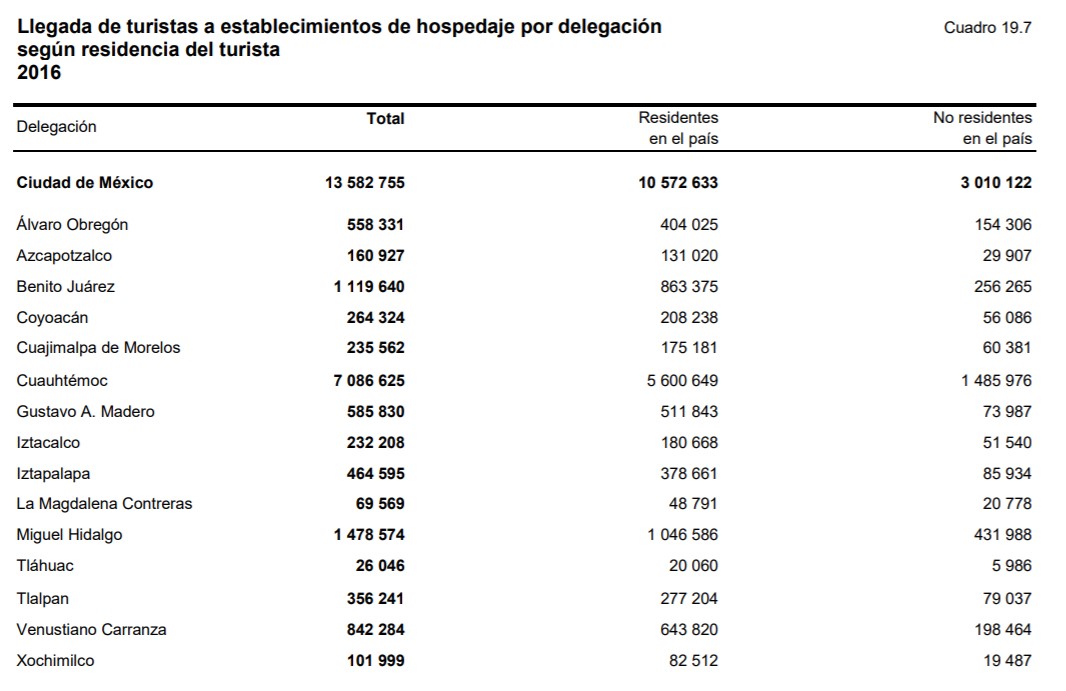 Llegada de turistas a establecimientos de hospedaje por delegación Cuadro 19.7
según residencia del turista
2016
Delegación Total Residentes en el país No residentes en el país
Ciudad de México 13 582 755 10 572 633 3 010 122
Álvaro Obregón 558 331 404 025 154 306
Azcapotzalco 160 927 131 020 29 907
Benito Juárez 1 119 640 863 375 256 265
Coyoacán 264 324 208 238 56 086
Cuajimalpa de Morelos 235 562 175 181 60 381
Cuauhtémoc 7 086 625 5 600 649 1 485 976
Gustavo A. Madero 585 830 511 843 73 987
Iztacalco 232 208 180 668 51 540
Iztapalapa 464 595 378 661 85 934
La Magdalena Contreras 69 569 48 791 20 778
Miguel Hidalgo 1 478 574 1 046 586 431 988
Tláhuac 26 046 20 060 5 986
Tlalpan 356 241 277 204 79 037
Venustiano Carranza 842 284 643 820 198 464
Xochimilco 101 999 82 512 19 487